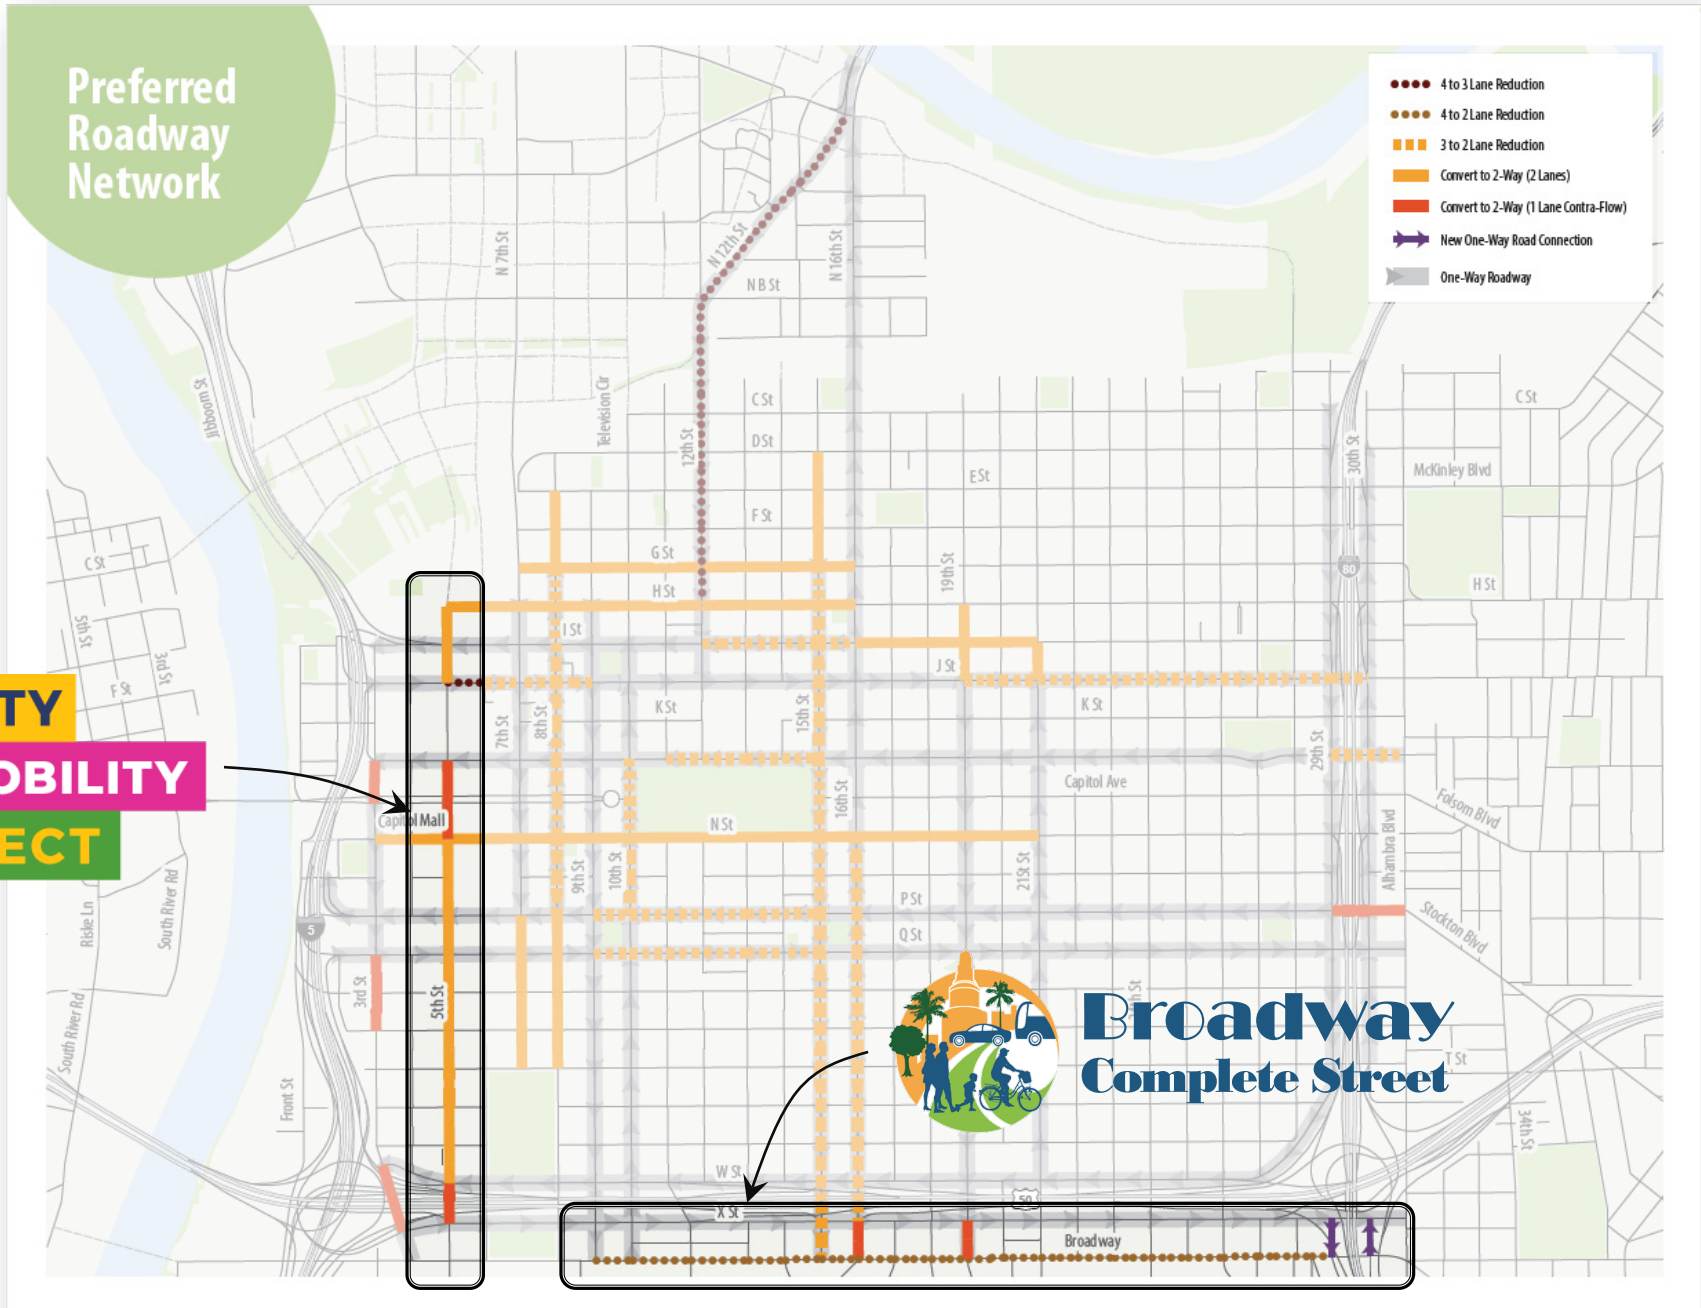 Preferred
Roadway
Network
4 to 3 Lane Reduction
4 to 2 Lane Reduction
3 to 2 Lane Reduction
Convert to 2-Way (2 Lanes)
Convert to 2-Way (1 Lane Contra-Flow)
New One-Way Road Connection
One-Way Roadway
N 7th St
N 12th St
N 16th St
N B St
Jibboom St
Television Cir
12th St
C St
D St
E St
F St
G St
H St
I St
J St
K St
K St
C St
30th St
McKinley Blvd
H St
80
19th St
C St
5th St
3rd St
F St
TY
OBILITY
ECT
7th St
8th St
15th St
16th St
29th St
Capitol Ave
Capitol Mall
N St
9th St
10th St
21St St
P St
Q St
Folsom Blvd
Alhambra Blvd
Stockton Blvd
Riske Ln
South River Rd
South River Rd
5
3rd St
5th St
Front St
h St
Broadway
Complete Street
T St
34th St
W St
50
X St
Broadway